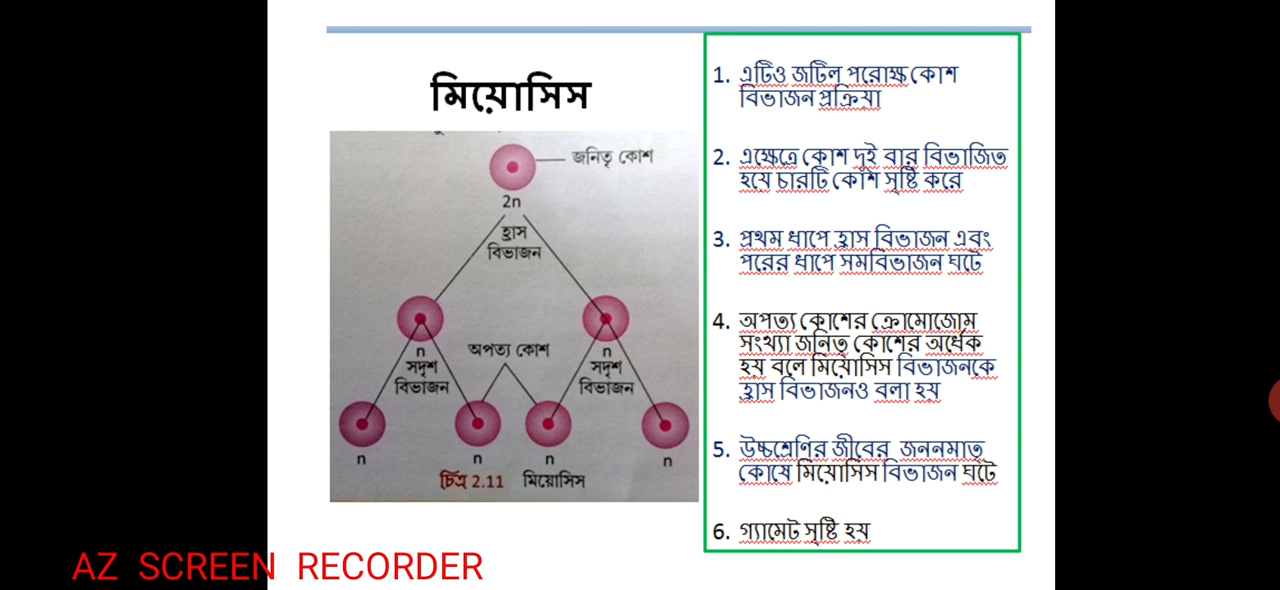 মিয়োসিস
জনিতৃ কোশ
2n
হ্রাস
বিভাজন
n
অপত্য কোশ
n
সদৃশ
বিভাজন
সদৃশ
বিভাজন
n
n
n
n
চিত্র 2.11 মিয়োসিস
1. এটিও জটিল পরোক্ষ কোশ
বিভাজন প্রক্রিয়া
2. এক্ষেত্রে কোশ দুই বার বিভাজিত
হয়ে চারটি কোশ সৃষ্টি করে
3. প্রথম ধাপে হ্রাস বিভাজন এবং
পরের ধাপে সমবিভাজন ঘটে
4. অপত্য কোশের ক্রোমোজোম
সংখ্যা জনিতৃ কোশের অর্ধেক
হয় বলে মিয়োসিস বিভাজনকে
হ্রাস বিভাজনও বলা হয়
5. উচ্চশ্রেণির জীবের জননমাতৃ
কোষে মিয়োসিস বিভাজন ঘটে
6. গ্যামেট সৃষ্টি হয়
AZ SCREEN RECORDER